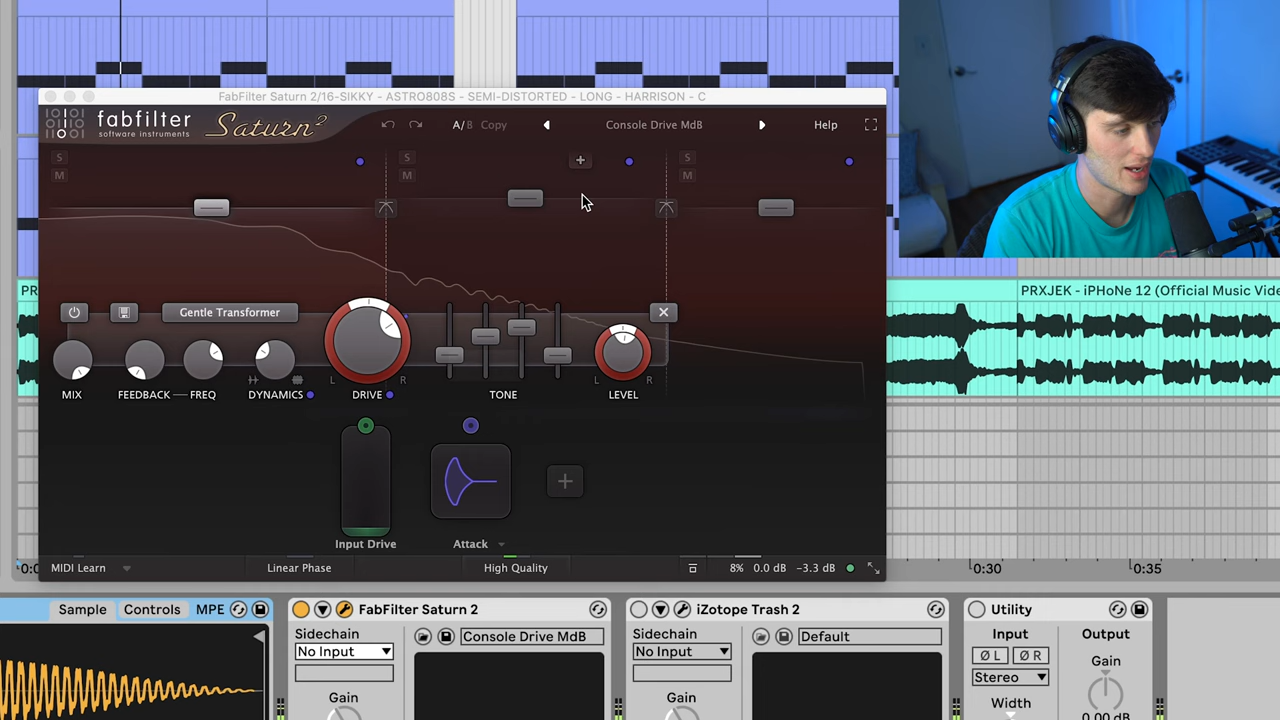 FabFilter Saturn 2/16-SIKKY - ASTRO808S - SEMI-DISTORTED - LONG - HARRISON - C
fabfilter
software instruments
Saturn 2
A/B Copy
Console Drive MdB
Help
S
M
S
M
S
M
PR
PRXJEK - iPHoNe 12 (Official Music Vide
Gentle Transformer
L R
L R
MIX FEEDBACK FREQ DYNAMICS DRIVE TONE LEVEL
Input Drive
Attack
MIDI Learn
Linear Phase
High Quality
8% 0.0 dB -3.3 dB
0:0
0:30
0:35
Sample Controls MPE
FabFilter Saturn 2
iZotope Trash 2
Utility
Sidechain
Console Drive MdB
Sidechain
Default
Input
Output
No Input
No Input
Ø L Ø R
Gain
Stereo
Gain
Gain
Width
0.00 dB